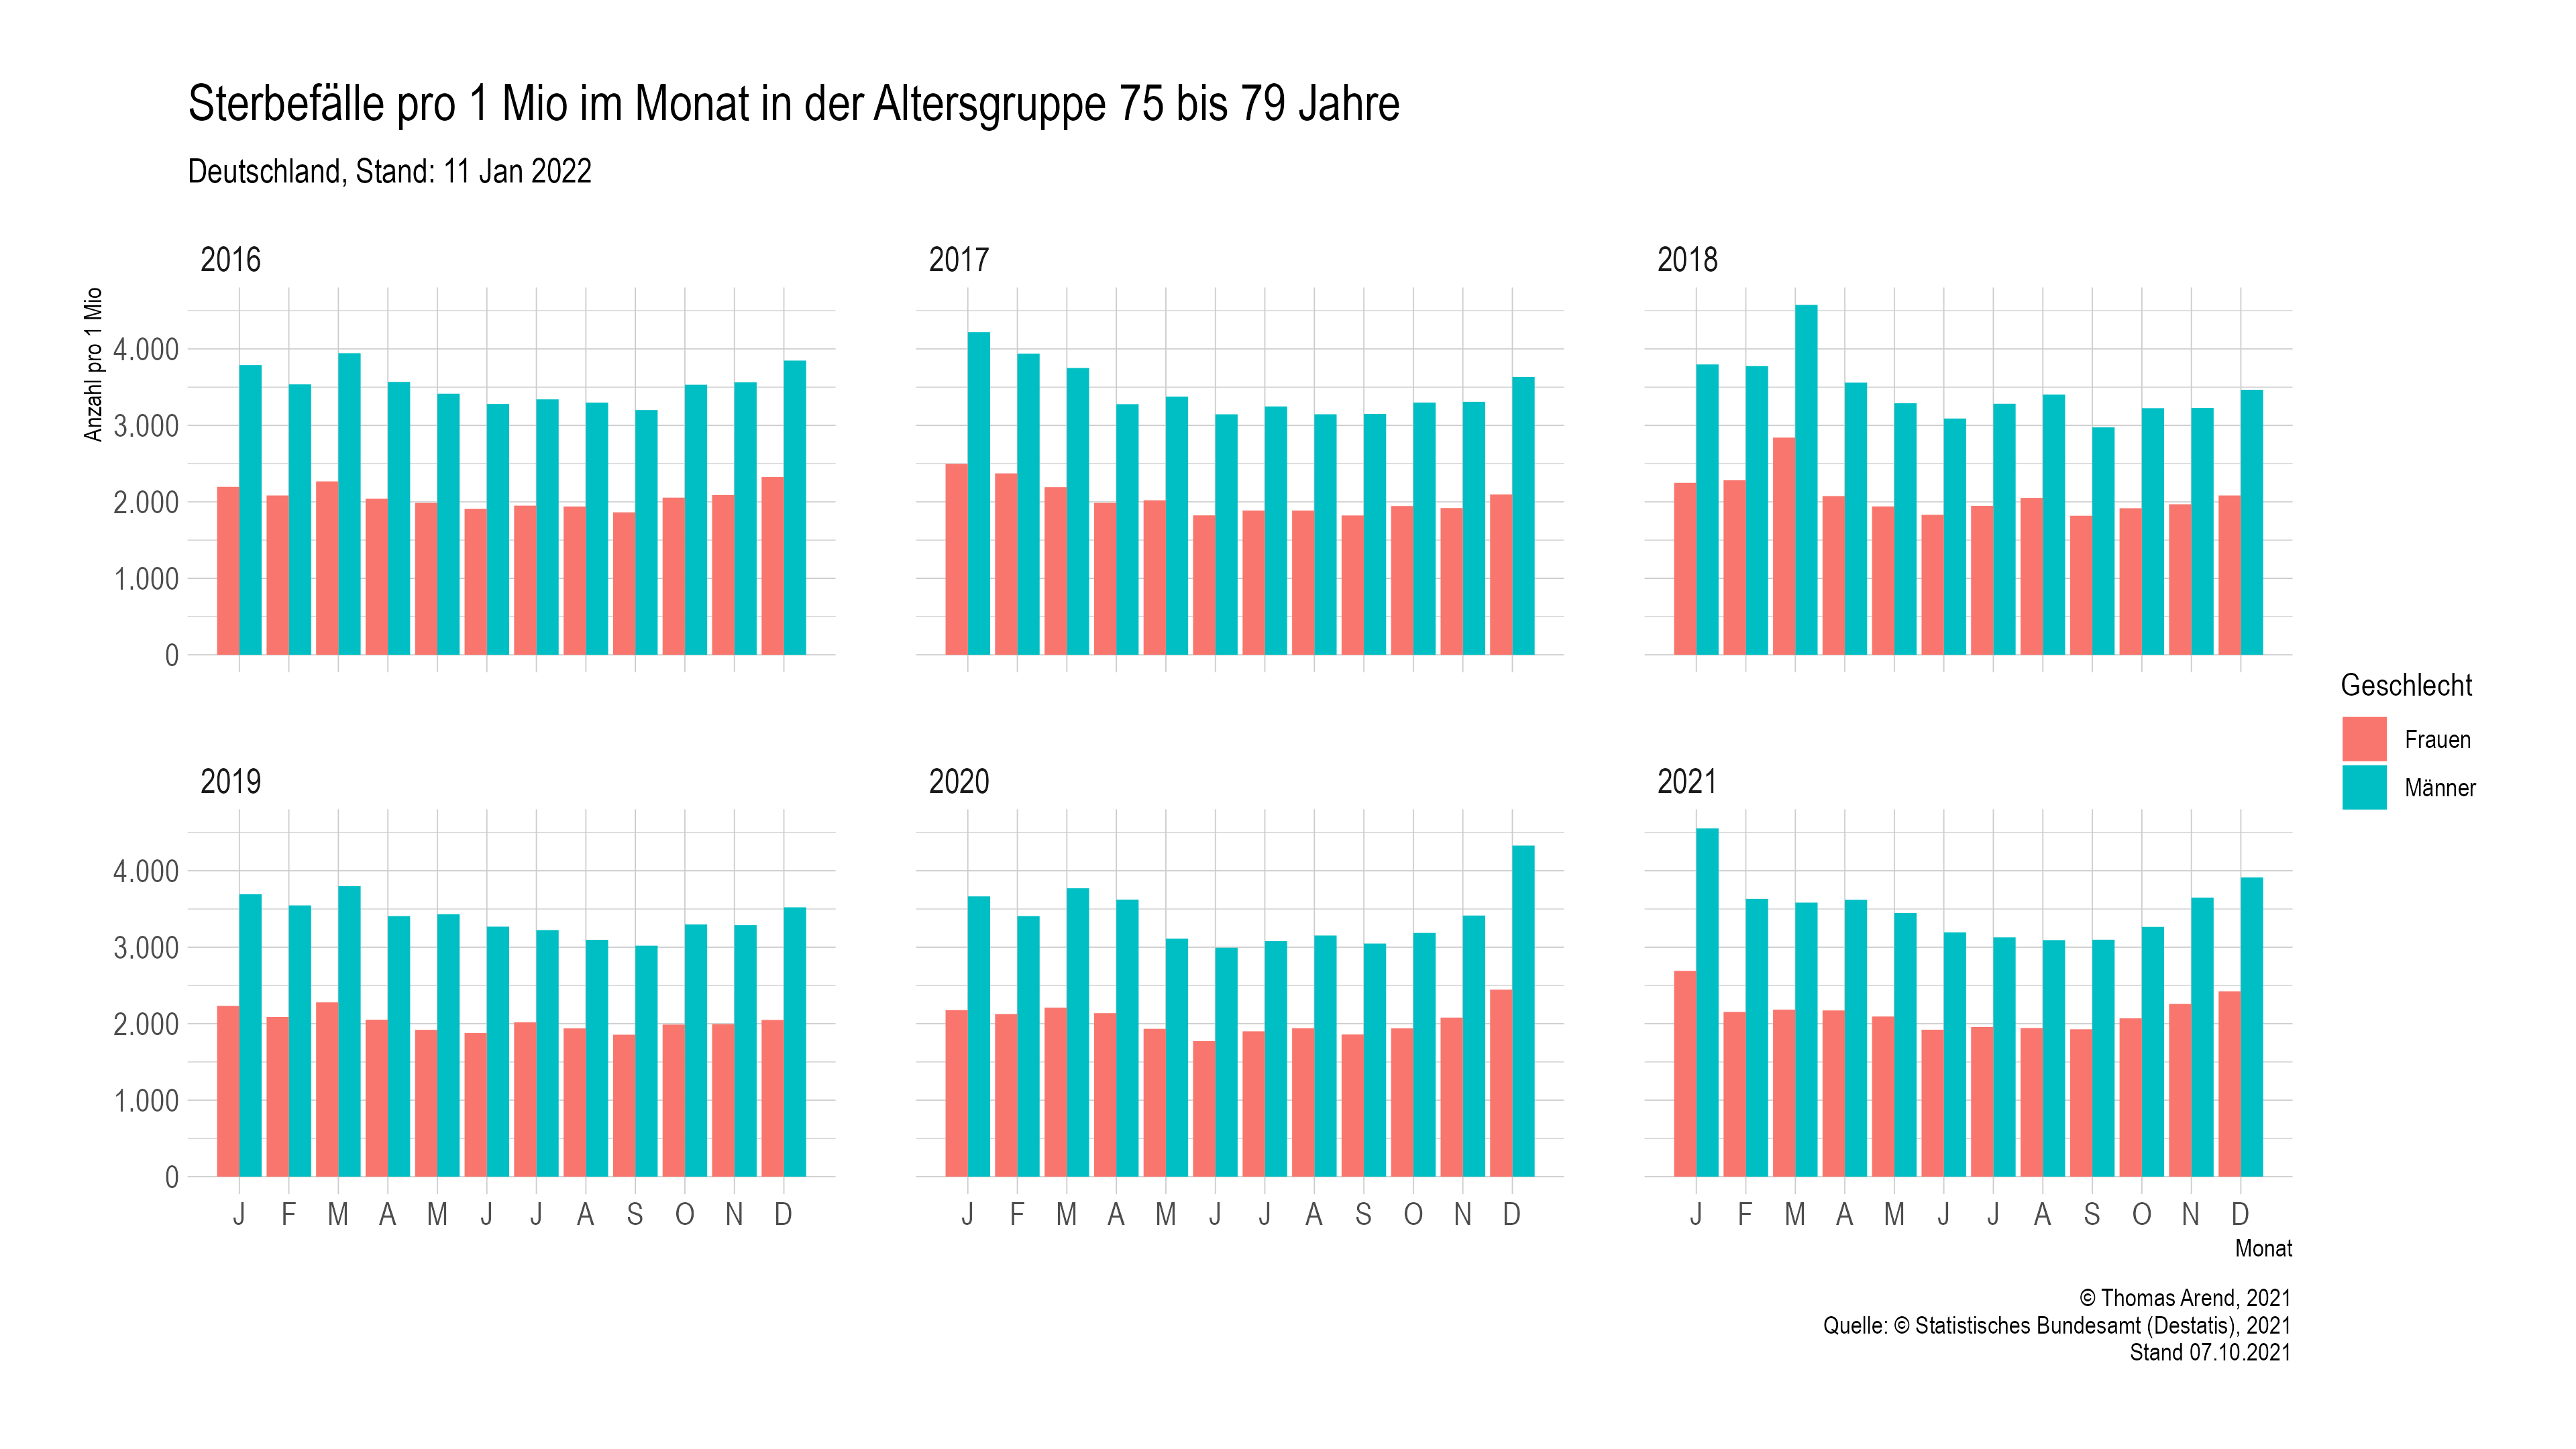 Sterbefälle pro 1 Mio im Monat in der Altersgruppe 75 bis 79 Jahre
Deutschland, Stand: 11 Jan 2022
2016
2017
2018
Anzahl pro 1 Mio
4.000
3.000
2.000
1.000
0
Geschlecht
Frauen
Männer
2019
2020
2021
4.000
3.000
2.000
1.000
0
J F M A M J J A S O N D
J F M A M J J A S O N D
J F M A M J J A S O N D
Monat
© Thomas Arend, 2021
Quelle: © Statistisches Bundesamt (Destatis), 2021
Stand 07.10.2021